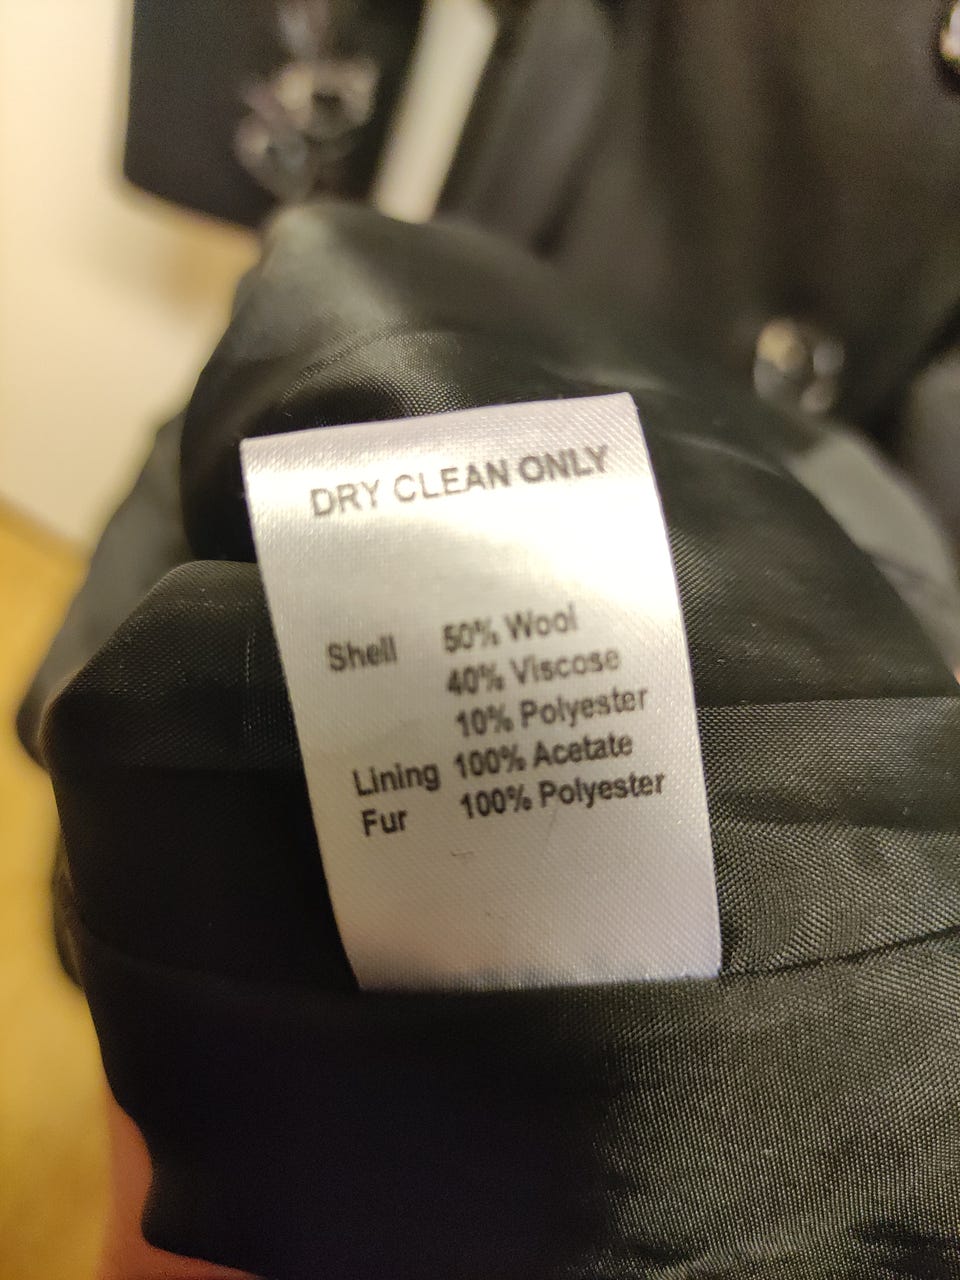 DRY CLEAN ONLY
Shell 50% Wool
40% Viscose
10% Polyester
Lining 100% Acetate
Fur 100% Polyester